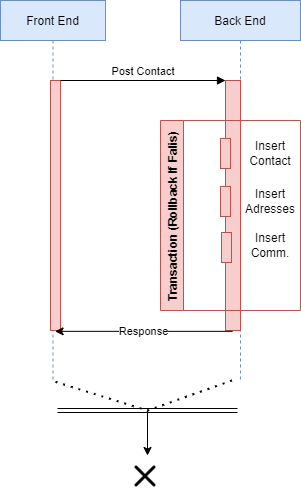 Front End
Back End
Post Contact
Transaction (Rollback If Fails)
Insert
Contact
Insert
Adresses
Insert
Comm.
Response